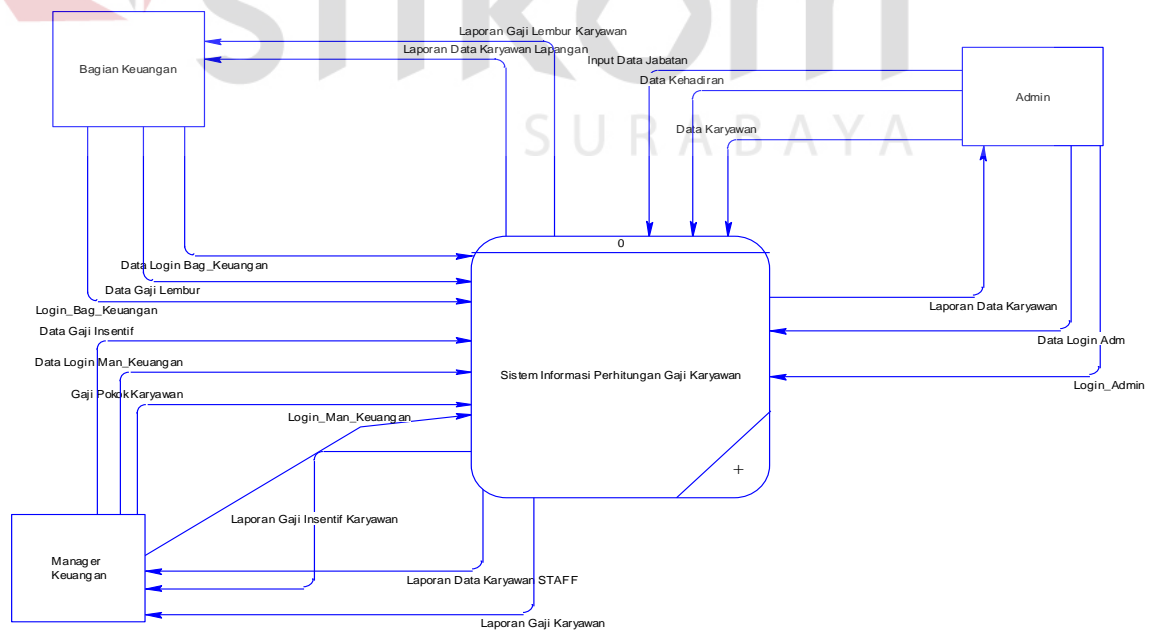 stikom
SURABAYA
Laporan Gaji Lembur Karyawan
Laporan Data Karyawan Lapangan
Bagian Keuangan
Input Data Jabatan
Data Kehadiran
Data Karyawan
Admin
0
Data Login Bag_Keuangan
Data Gaji Lembur
Login_Bag_Keuangan
Laporan Data Karyawan
Data Gaji Insentif
Data Login Adm
Data Login Man_Keuangan
Sistem Informasi Perhitungan Gaji Karyawan
Login_Admin
Gaji Pokok Karyawan
Login_Man_Keuangan
+
Laporan Gaji Insentif Karyawan
Manager
Keuangan
Laporan Data Karyawan STAFF
Laporan Gaji Karyawan